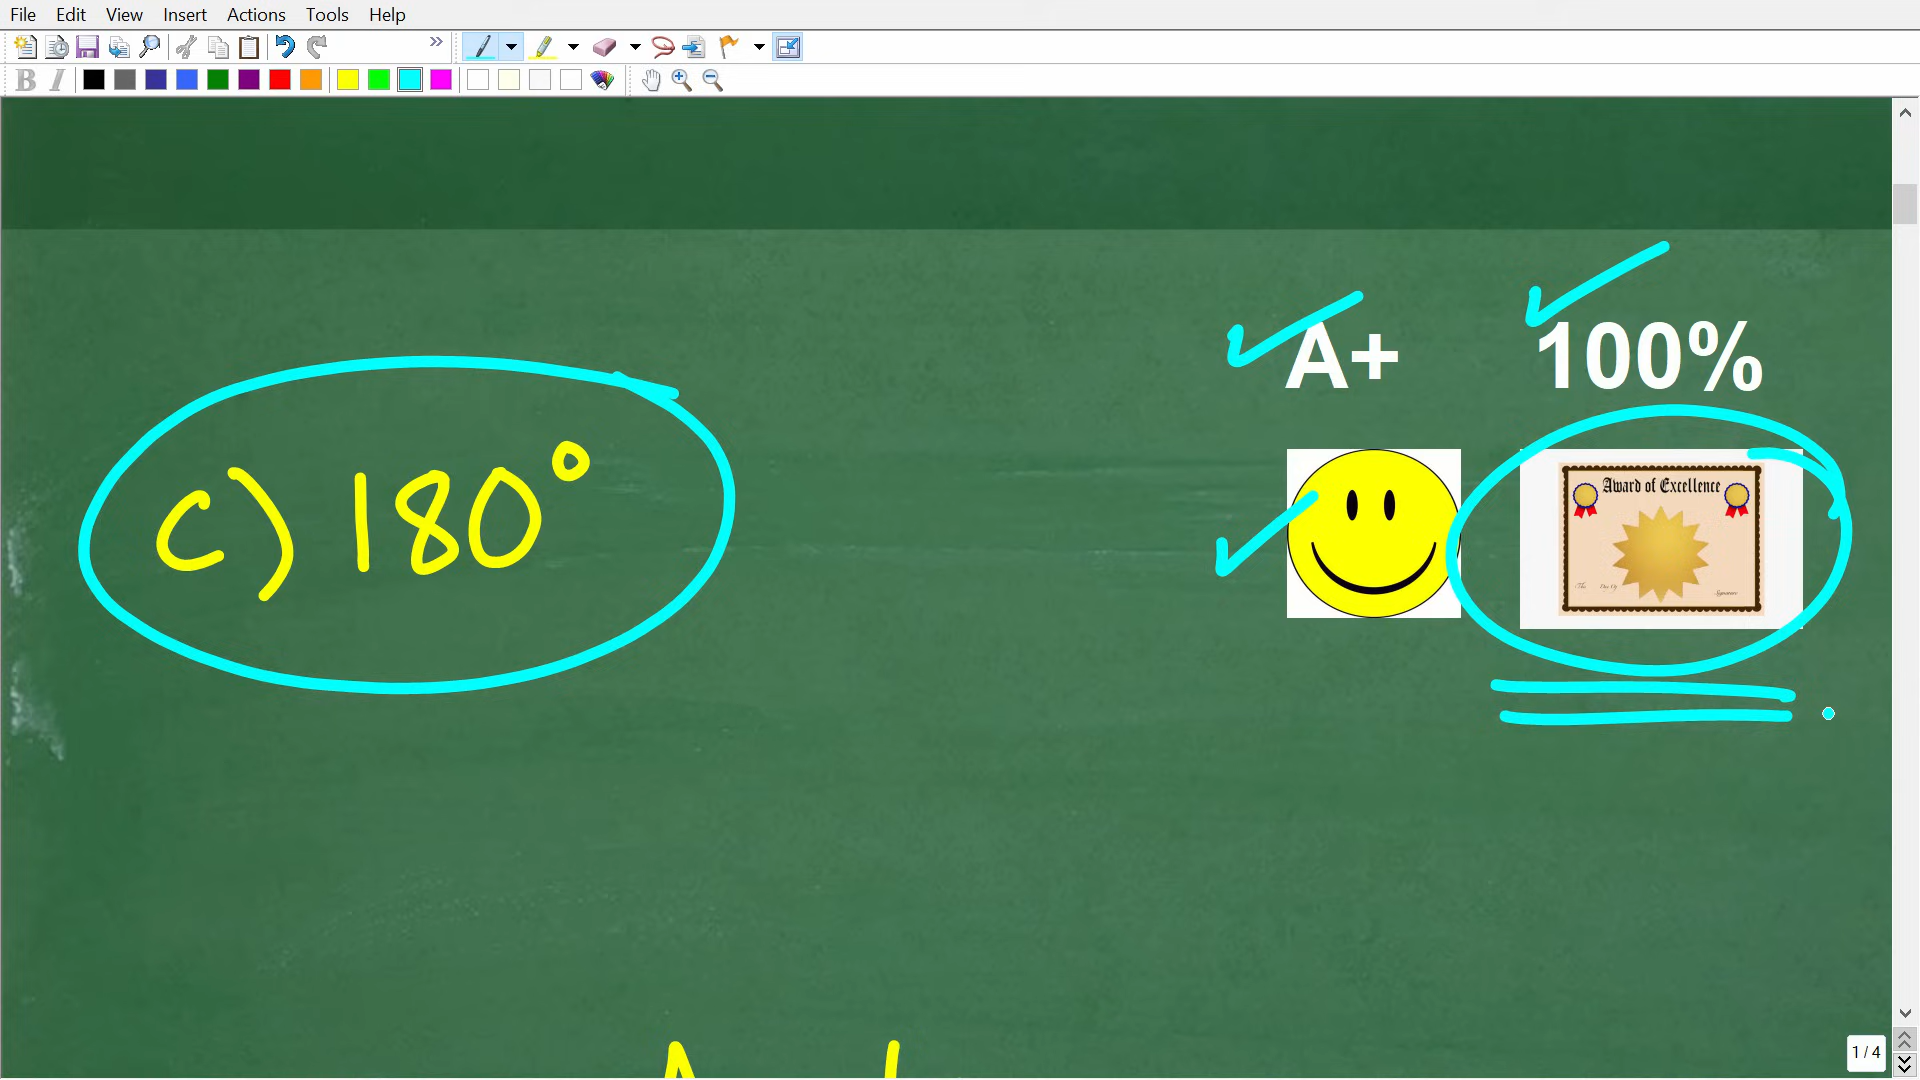 File Edit View Insert Actions Tools Help
B I
A+ 100%
c) 180°
Award of Excellence
1 / 4